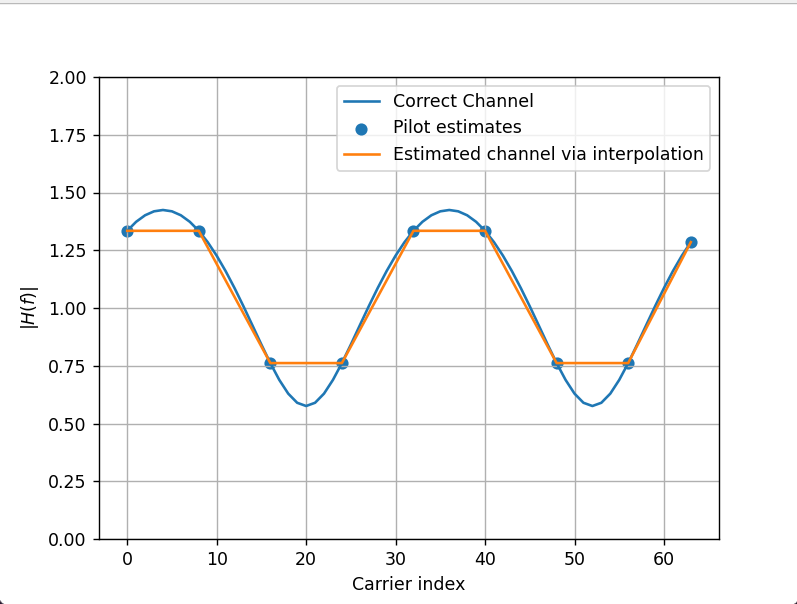 2.00
1.75
1.50
1.25
1.00
0.75
0.50
0.25
0.00
|H(f)|
Correct Channel
Pilot estimates
Estimated channel via interpolation
0 10 20 30 40 50 60
Carrier index